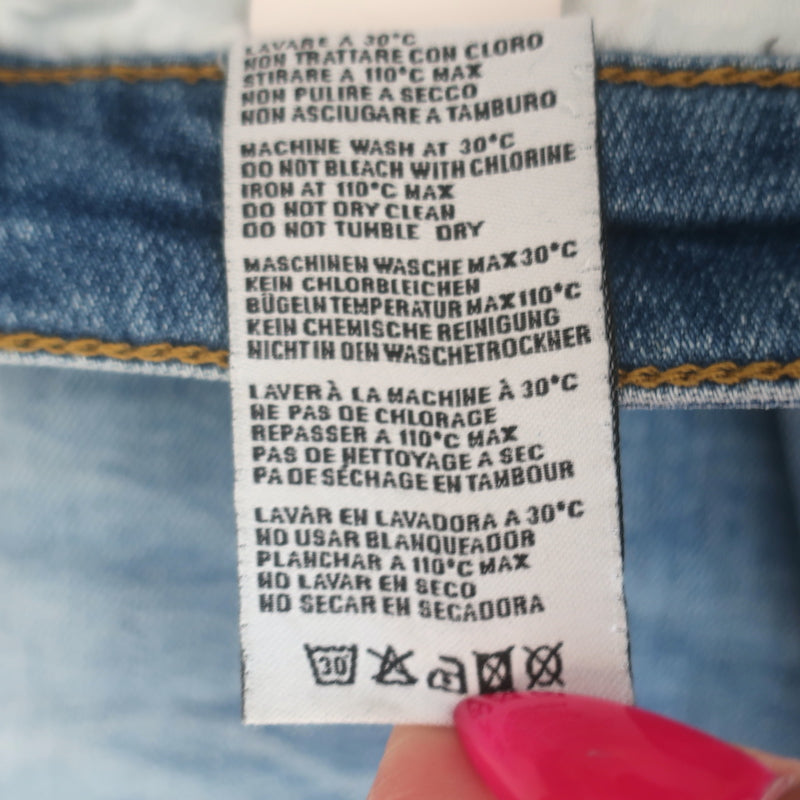 LAVARE A 30°C
NON TRATTARE CON CLORO
STIRARE A 110°C MAX
NON PULIRE A SECCO
NON ASCIUGARE A TAMBURO
MACHINE WASH AT 30°C
DO NOT BLEACH WITH CHLORINE
IRON AT 110°C MAX
DO NOT DRY CLEAN
DO NOT TUMBLE DRY
MASCHINEN WASCHE MAX 30°C
KEIN CHLORBLEICHEN
BÜGELN TEMPERATUR MAX 110°C
KEIN CHEMISCHE REINIGUNG
NICHT IN DEN WASCHETROCKNER
LAVER À LA MACHINE À 30°C
NE PAS DE CHLORAGE
REPASSER A 110°C MAX
PAS DE NETTOYAGE A SEC
PA DE SÉCHAGE EN TAMBOUR
LAVAR EN LAVADORA A 30°C
NO USAR BLANQUEADOR
PLANCHAR A 110°C MAX
NO LAVAR EN SECO
NO SECAR EN SECADORA
30